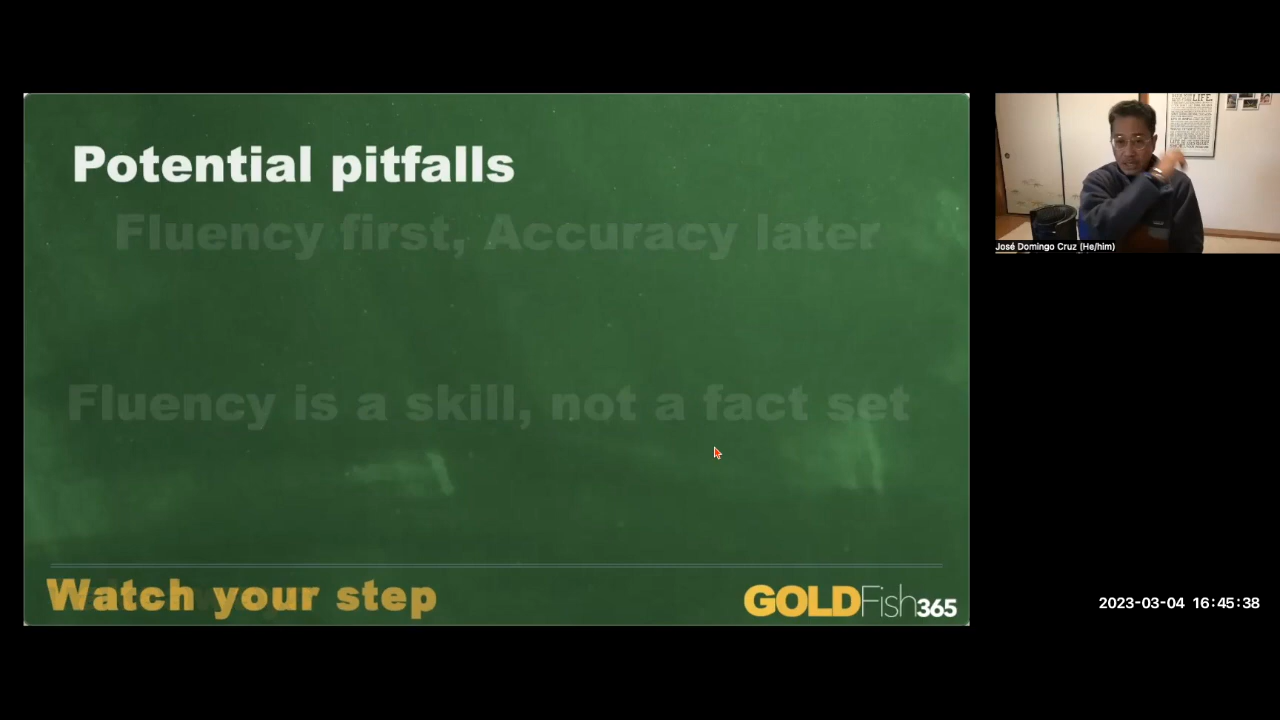 Potential pitfalls
Fluency first, Accuracy later
Fluency is a skill, not a fact set
Watch your step
GOLDFish365
LIFE.
José Domingo Cruz (He/him)
2023-03-04 16:45:38